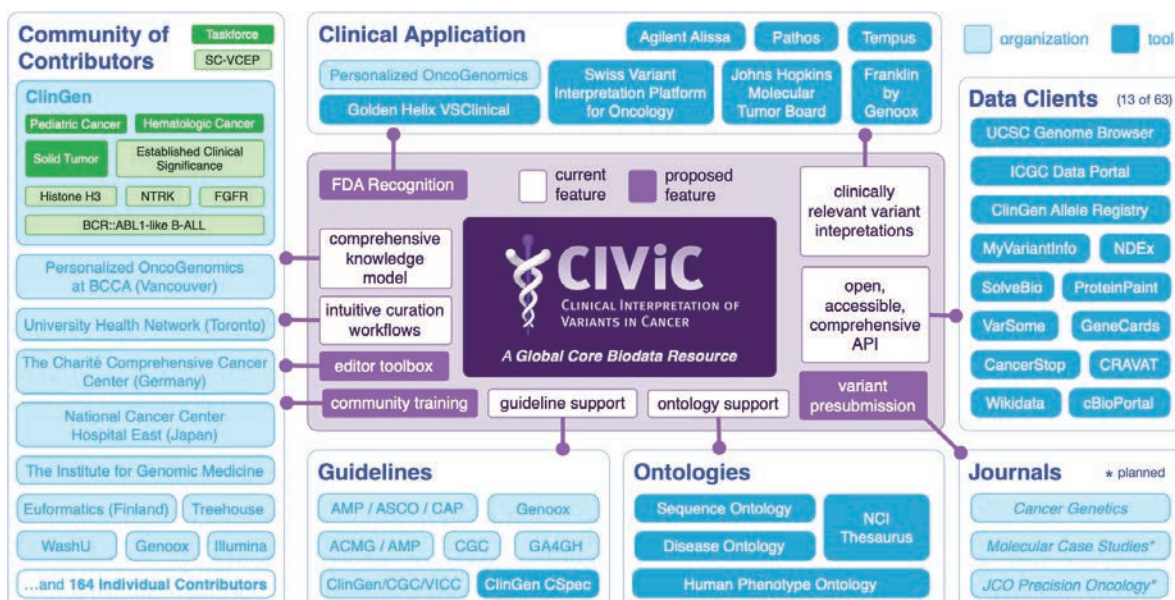 Community of
Contributors
Taskforce
SC-VCEP
ClinGen
Pediatric Cancer
Hematologic Cancer
Solid Tumor
Established Clinical
Significance
Histone H3
NTRK
FGFR
BCR::ABL1-like B-ALL
Personalized OncoGenomics
at BCCA (Vancouver)
University Health Network (Toronto)
The Charité Comprehensive Cancer
Center (Germany)
National Cancer Center
Hospital East (Japan)
The Institute for Genomic Medicine
Euformatics (Finland)
Treehouse
WashU
Genoox
Illumina
...and 164 Individual Contributors
Clinical Application
Agilent Alissa
Pathos
Tempus
Personalized OncoGenomics
Golden Helix VSClinical
Swiss Variant
Interpretation Platform
for Oncology
Johns Hopkins
Molecular
Tumor Board
Franklin
by
Genoox
organization
tool
FDA Recognition
current
feature
proposed
feature
clinically
relevant variant
intepretations
comprehensive
knowledge
model
intuitive curation
workflows
editor toolbox
community training
guideline support
ontology support
variant
presubmission
open,
accessible,
comprehensive
API
CIViC
CLINICAL INTERPRETATION OF
VARIANTS IN CANCER
A Global Core Biodata Resource
Data Clients (13 of 63)
UCSC Genome Browser
ICGC Data Portal
ClinGen Allele Registry
MyVariantInfo
NDEx
SolveBio
ProteinPaint
VarSome
GeneCards
CancerStop
CRAVAT
Wikidata
cBioPortal
Guidelines
AMP / ASCO / CAP
Genoox
ACMG / AMP
CGC
GA4GH
ClinGen/CGC/VICC
ClinGen CSpec
Ontologies
Sequence Ontology
Disease Ontology
NCI
Thesaurus
Human Phenotype Ontology
Journals * planned
Cancer Genetics
Molecular Case Studies*
JCO Precision Oncology*